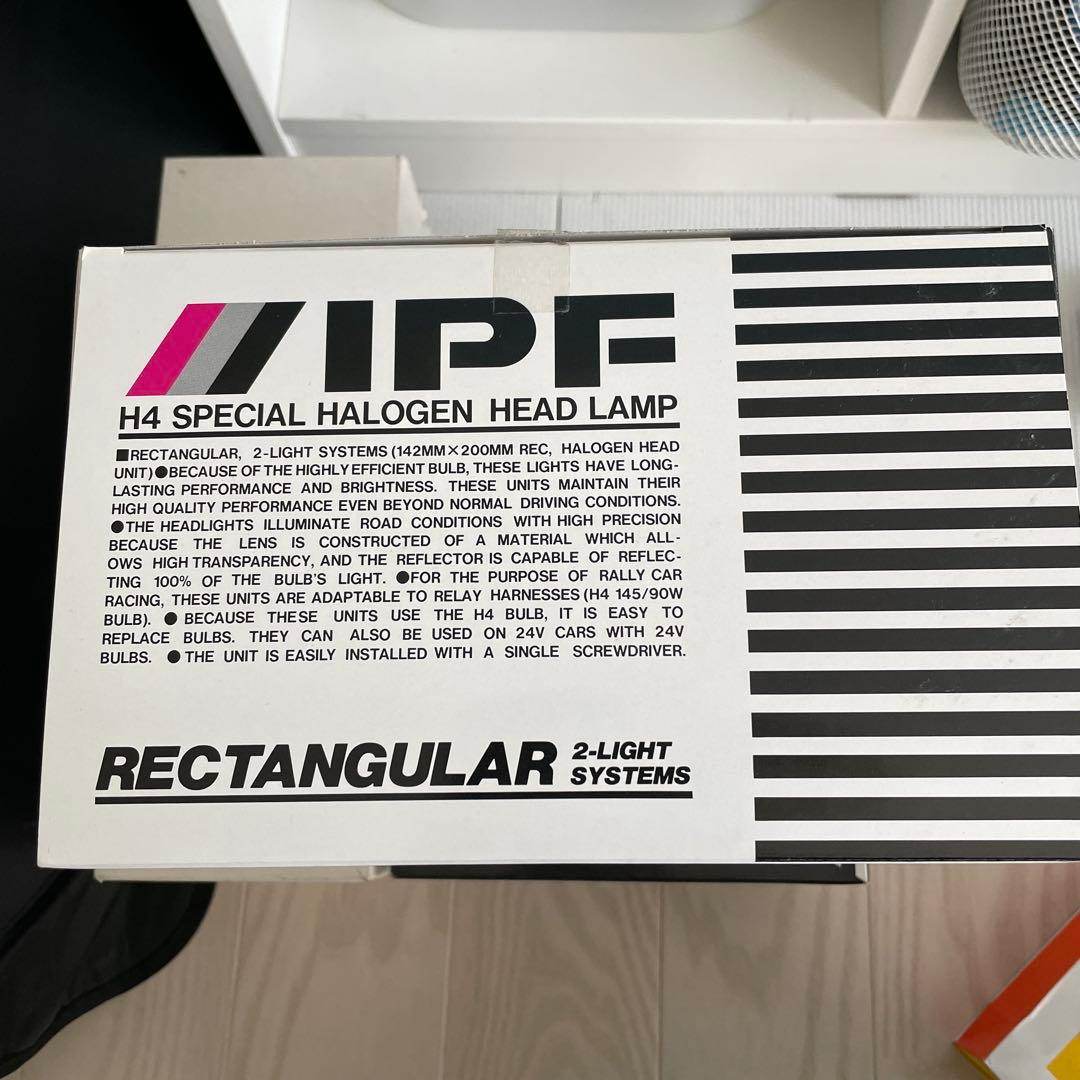 IPF
H4 SPECIAL HALOGEN HEAD LAMP
■RECTANGULAR, 2-LIGHT SYSTEMS (142MM×200MM REC, HALOGEN HEAD
UNIT)●BECAUSE OF THE HIGHLY EFFICIENT BULB, THESE LIGHTS HAVE LONG-
LASTING PERFORMANCE AND BRIGHTNESS. THESE UNITS MAINTAIN THEIR
HIGH QUALITY PERFORMANCE EVEN BEYOND NORMAL DRIVING CONDITIONS.
●THE HEADLIGHTS ILLUMINATE ROAD CONDITIONS WITH HIGH PRECISION
BECAUSE THE LENS IS CONSTRUCTED OF A MATERIAL WHICH ALL-
OWS HIGH TRANSPARENCY, AND THE REFLECTOR IS CAPABLE OF REFLEC-
TING 100% OF THE BULB'S LIGHT. ●FOR THE PURPOSE OF RALLY CAR
RACING, THESE UNITS ARE ADAPTABLE TO RELAY HARNESSES (H4 145/90W
BULB). ● BECAUSE THESE UNITS USE THE H4 BULB, IT IS EASY TO
REPLACE BULBS. THEY CAN ALSO BE USED ON 24V CARS WITH 24V
BULBS. ● THE UNIT IS EASILY INSTALLED WITH A SINGLE SCREWDRIVER.
RECTANGULAR 2-LIGHT
SYSTEMS